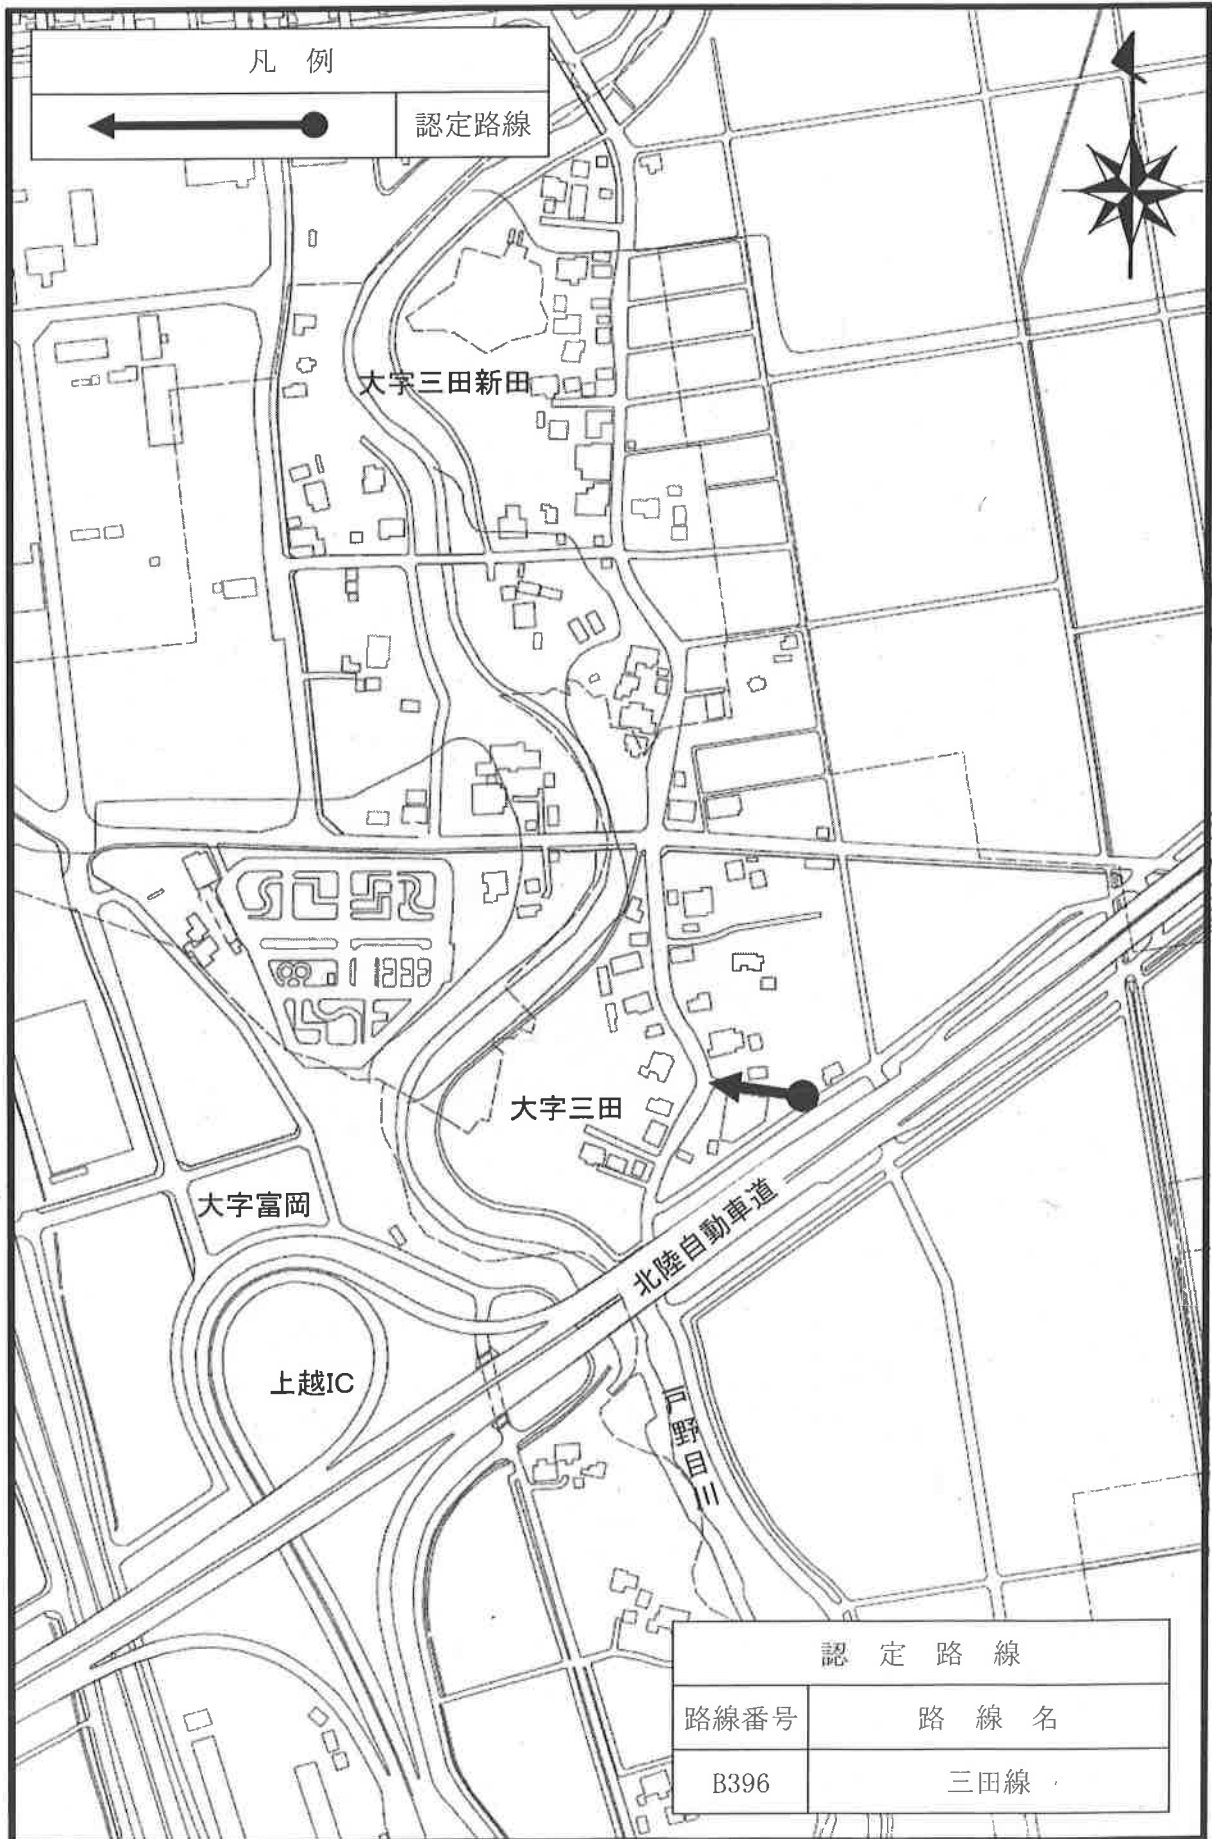 凡 例
認定路線
大字三田新田
大字三田
大字富岡
北陸自動車道
上越IC
戸野目川
認 定 路 線
路線番号
路 線 名
B396
三田線